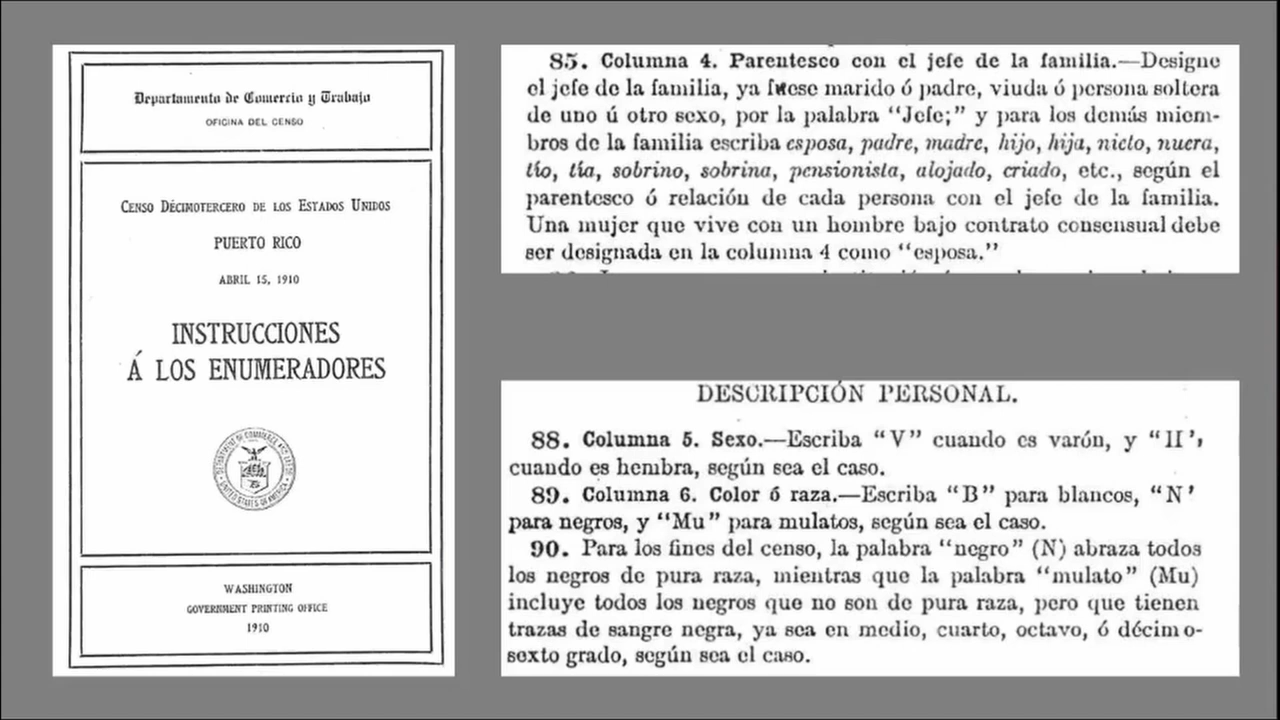 Departamento de Comercio y Trabajo
OFICINA DEL CENSO
CENSO DÉCIMOTERCERO DE LOS ESTADOS UNIDOS
PUERTO RICO
ABRIL 15, 1910
INSTRUCCIONES
Á LOS ENUMERADORES
DEPARTMENT OF COMMERCE AND LABOR
UNITED STATES OF AMERICA
WASHINGTON
GOVERNMENT PRINTING OFFICE
1910
85. Columna 4. Parentesco con el jefe de la familia.—Designe
el jefe de la familia, ya fuese marido ó padre, viuda ó persona soltera
de uno ú otro sexo, por la palabra “Jefe;” y para los demás miem-
bros de la familia escriba esposa, padre, madre, hijo, hija, nieto, nuera,
tío, tía, sobrino, sobrina, pensionista, alojado, criado, etc., según el
parentesco ó relación de cada persona con el jefe de la familia.
Una mujer que vive con un hombre bajo contrato consensual debe
ser designada en la columna 4 como “esposa.”
DESCRIPCIÓN PERSONAL.
88. Columna 5. Sexo.—Escriba “V” cuando es varón, y “H’,
cuando es hembra, según sea el caso.
89. Columna 6. Color ó raza.—Escriba “B” para blancos, “N’
para negros, y “Mu” para mulatos, según sea el caso.
90. Para los fines del censo, la palabra “negro” (N) abraza todos
los negros de pura raza, mientras que la palabra “mulato” (Mu)
incluye todos los negros que no son de pura raza, pero que tienen
trazas de sangre negra, ya sea en medio, cuarto, octavo, ó décimo-
sexto grado, según sea el caso.